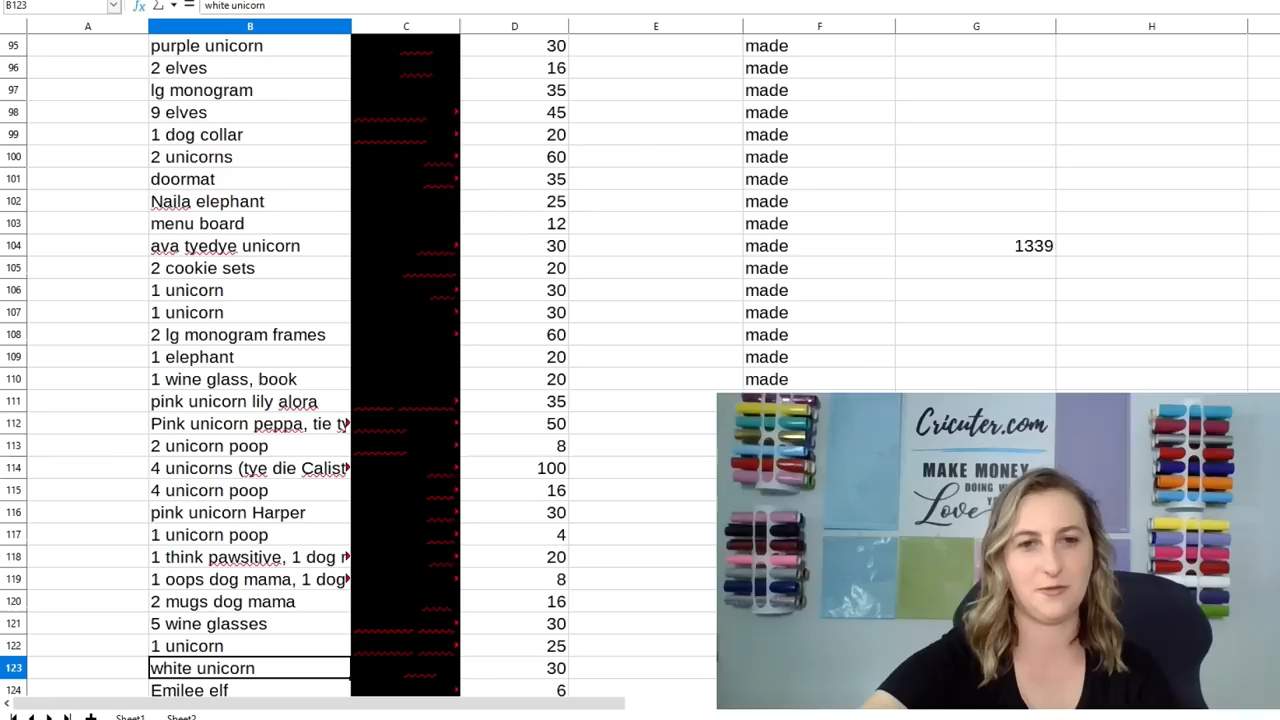 B123 fx Σ = white unicorn
A B C D E F G H
95 purple unicorn 30 made
96 2 elves 16 made
97 lg monogram 35 made
98 9 elves 45 made
99 1 dog collar 20 made
100 2 unicorns 60 made
101 doormat 35 made
102 Naila elephant 25 made
103 menu board 12 made
104 ava tyedye unicorn 30 made 1339
105 2 cookie sets 20 made
106 1 unicorn 30 made
107 1 unicorn 30 made
108 2 lg monogram frames 60 made
109 1 elephant 20 made
110 1 wine glass, book 20 made
111 pink unicorn lily alora 35
112 Pink unicorn peppa, tie ty 50
113 2 unicorn poop 8
114 4 unicorns (tye die Calist 100
115 4 unicorn poop 16
116 pink unicorn Harper 30
117 1 unicorn poop 4
118 1 think pawsitive, 1 dog 20
119 1 oops dog mama, 1 dog 8
120 2 mugs dog mama 16
121 5 wine glasses 30
122 1 unicorn 25
123 white unicorn 30
124 Emilee elf 6
Sheet1 Sheet2
Cricuter.com
MAKE MONEY
DOING
Love